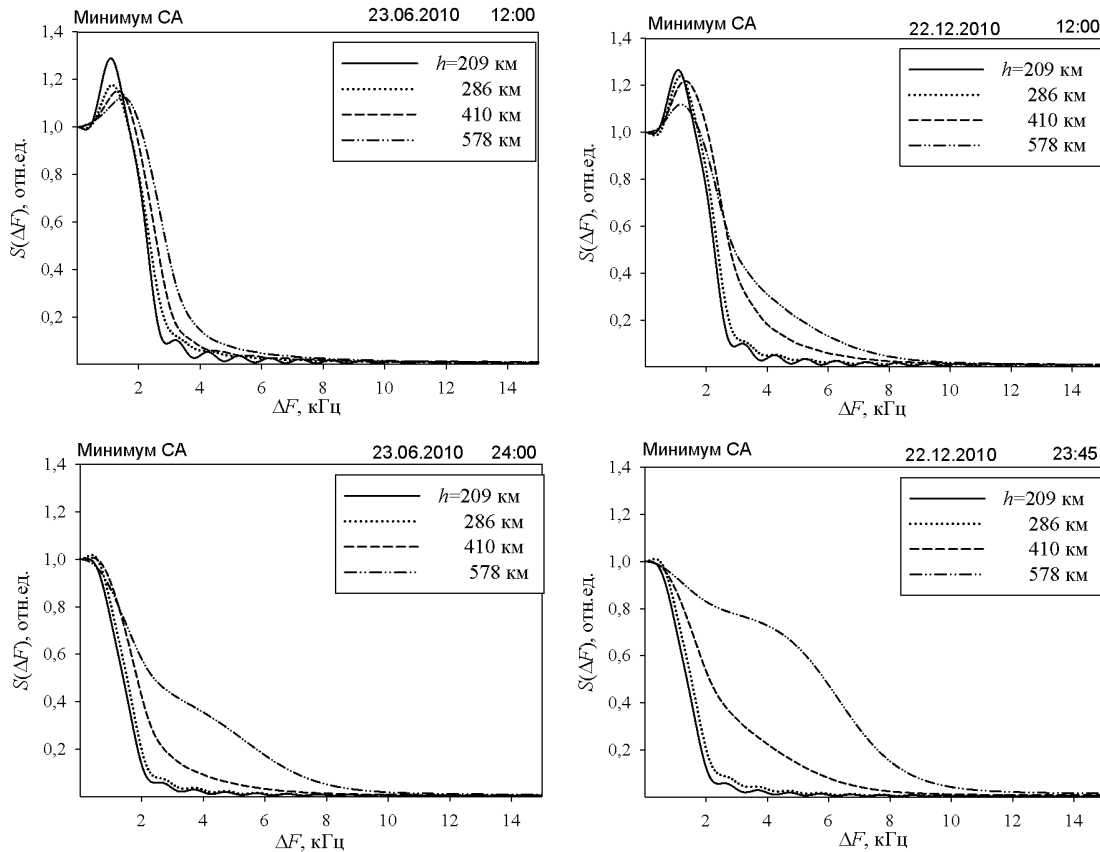 Минимум СА 23.06.2010 12:00
1,4
1,2
1,0
0,8
0,6
0,4
0,2
S(ΔF), отн.ед.
h=209 км
286 км
410 км
578 км
2 4 6 8 10 12 14
ΔF, кГц
Минимум СА 22.12.2010 12:00
1,4
1,2
1,0
0,8
0,6
0,4
0,2
S(ΔF), отн.ед.
h=209 км
286 км
410 км
578 км
2 4 6 8 10 12 14
ΔF, кГц
Минимум СА 23.06.2010 24:00
1,4
1,2
1,0
0,8
0,6
0,4
0,2
S(ΔF), отн.ед.
h=209 км
286 км
410 км
578 км
2 4 6 8 10 12 14
ΔF, кГц
Минимум СА 22.12.2010 23:45
1,4
1,2
1,0
0,8
0,6
0,4
0,2
S(ΔF), отн.ед.
h=209 км
286 км
410 км
578 км
2 4 6 8 10 12 14
ΔF, кГц